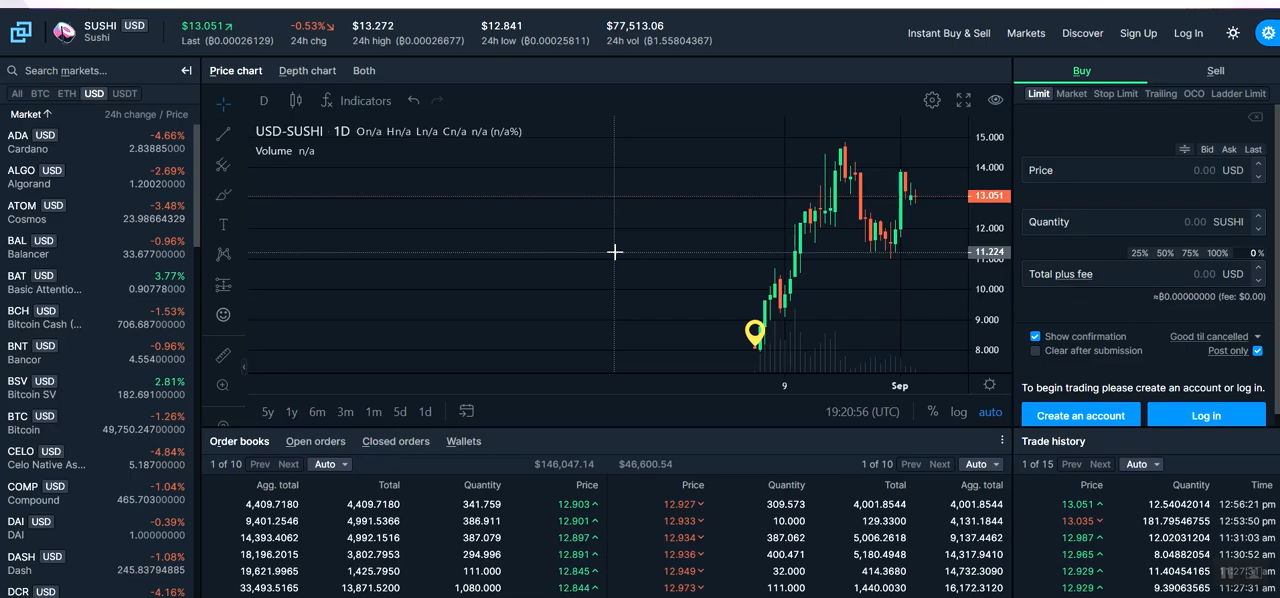 SUSHI USD
Sushi
$13.051
Last (₿0.00026129)
-0.53%
24h chg
$13.272
24h high (₿0.00026677)
$12.841
24h low (₿0.00025811)
$77,513.06
24h vol (₿1.55804367)
Instant Buy & Sell Markets Discover Sign Up Log In
Search markets...
All BTC ETH USD USDT
Market 24h change / Price
ADA USD -4.66%
Cardano 2.83885000
ALGO USD -2.69%
Algorand 1.20020000
ATOM USD -3.48%
Cosmos 23.98664329
BAL USD -0.96%
Balancer 33.67700000
BAT USD 3.77%
Basic Attentio... 0.90778000
BCH USD -1.53%
Bitcoin Cash (... 706.68700000
BNT USD -0.96%
Bancor 4.55400000
BSV USD 2.81%
Bitcoin SV 182.69100000
BTC USD -1.26%
Bitcoin 49,750.24700000
CELO USD -4.84%
Celo Native As... 5.18700000
COMP USD -1.04%
Compound 465.70300000
DAI USD -0.39%
DAI 1.00000000
DASH USD -1.08%
Dash 245.83794885
DCR USD -4.16%
Price chart Depth chart Both
D Indicators
USD-SUSHI 1D On/a Hn/a Ln/a Cn/a n/a (n/a%)
Volume n/a
15.000
14.000
13.051
12.000
11.224
11.000
10.000
9.000
8.000
9 Sep
5y 1y 6m 3m 1m 5d 1d 19:20:56 (UTC) % log auto
Buy Sell
Limit Market Stop Limit Trailing OCO Ladder Limit
Bid Ask Last
Price 0.00 USD
Quantity 0.00 SUSHI
25% 50% 75% 100% 0 %
Total plus fee 0.00 USD
≈₿0.00000000 (fee: $0.00)
Show confirmation Good til cancelled
Clear after submission Post only
To begin trading please create an account or log in.
Create an account Log in
Order books Open orders Closed orders Wallets
1 of 10 Prev Next Auto $146,047.14 $46,600.54 1 of 10 Prev Next Auto
Agg. total Total Quantity Price Price Quantity Total Agg. total
4,409.7180 4,409.7180 341.759 12.903 12.927 309.573 4,001.8544 4,001.8544
9,401.2546 4,991.5366 386.911 12.901 12.933 10.000 129.3300 4,131.1844
14,393.4062 4,992.1516 387.079 12.897 12.934 387.062 5,006.2618 9,137.4462
18,196.2015 3,802.7953 294.996 12.891 12.936 400.471 5,180.4948 14,317.9410
19,621.9965 1,425.7950 111.000 12.845 12.949 32.000 414.3680 14,732.3090
33,493.5165 13,871.5200 1,080.000 12.844 12.973 111.000 1,440.0030 16,172.3120
Trade history
1 of 15 Prev Next Auto
Price Quantity Time
13.051 12.54042014 12:56:21 pm
13.035 181.79546755 12:53:50 pm
12.987 12.02031204 11:31:03 am
12.965 8.04882054 11:30:52 am
12.929 11.40454165 11:27:31 am
12.929 9.39063565 11:27:31 am